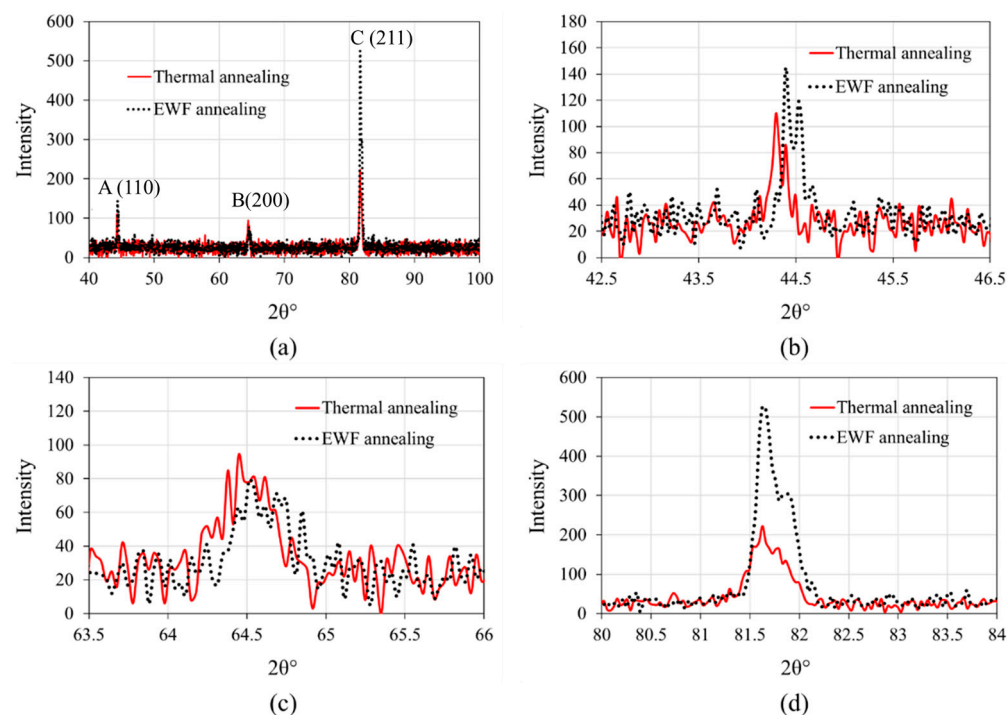 600
500
400
300
200
100
0
Intensity
A (110)
B(200)
C (211)
Thermal annealing
EWF annealing
40 50 60 70 80 90 100
2θ°
(a)
180
160
140
120
100
80
60
40
20
0
Intensity
Thermal annealing
EWF annealing
42.5 43.5 44.5 45.5 46.5
2θ°
(b)
140
120
100
80
60
40
20
0
Intensity
Thermal annealing
EWF annealing
63.5 64 64.5 65 65.5 66
2θ°
(c)
600
500
400
300
200
100
0
Intensity
Thermal annealing
EWF annealing
80 80.5 81 81.5 82 82.5 83 83.5 84
2θ°
(d)